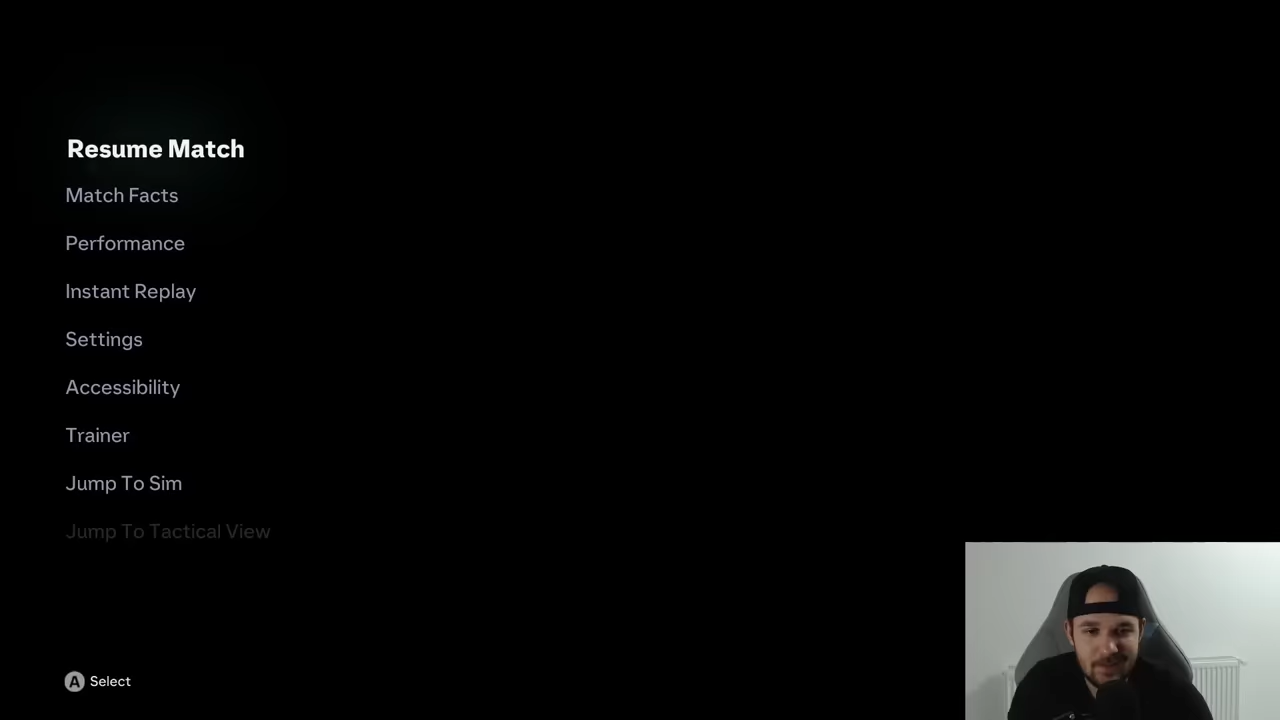 Resume Match
Match Facts
Performance
Instant Replay
Settings
Accessibility
Trainer
Jump To Sim
Jump To Tactical View
A Select